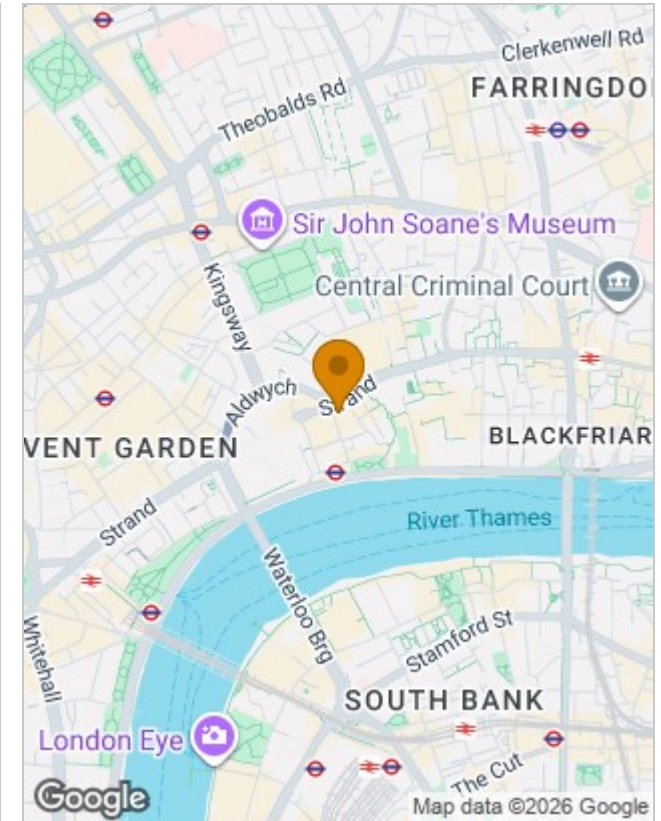 Clerkenwell Rd
FARRINGDO
Theobalds Rd
Sir John Soane's Museum
Central Criminal Court
Kingsway
Aldwych
Strand
VENT GARDEN
BLACKFRIAR
Strand
River Thames
Waterloo Brg
Whitehall
Stamford St
SOUTH BANK
London Eye
The Cut
Google
Map data ©2026 Google